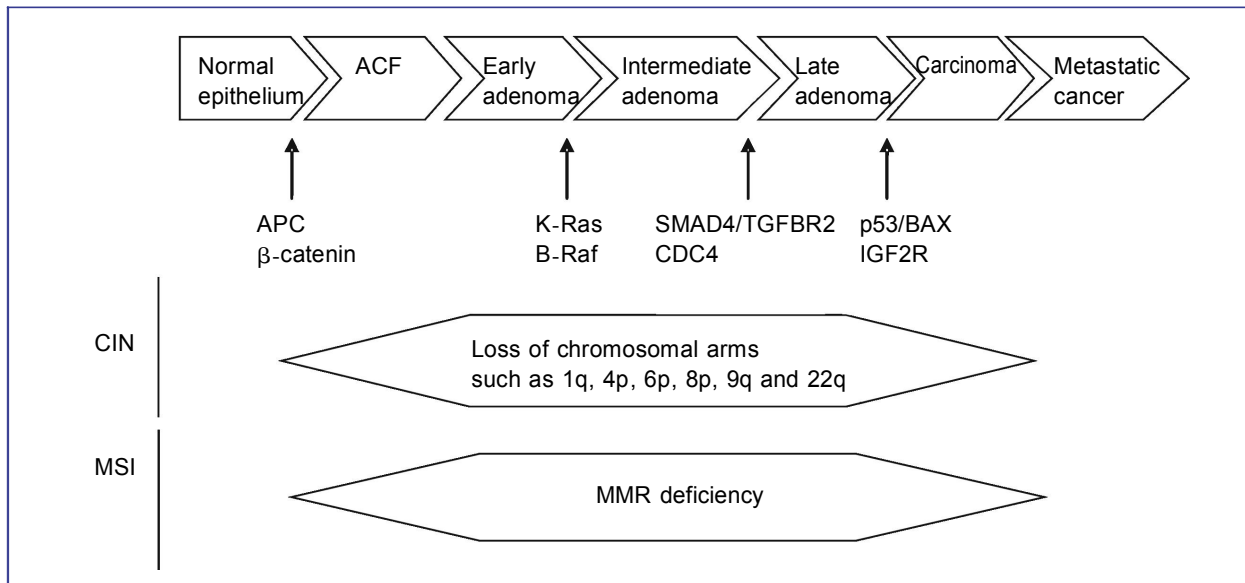 Normal
epithelium
ACF
Early
adenoma
Intermediate
adenoma
Late
adenoma
Carcinoma
Metastatic
cancer
APC
β-catenin
K-Ras
B-Raf
SMAD4/TGFBR2
CDC4
p53/BAX
IGF2R
CIN
Loss of chromosomal arms
such as 1q, 4p, 6p, 8p, 9q and 22q
MSI
MMR deficiency